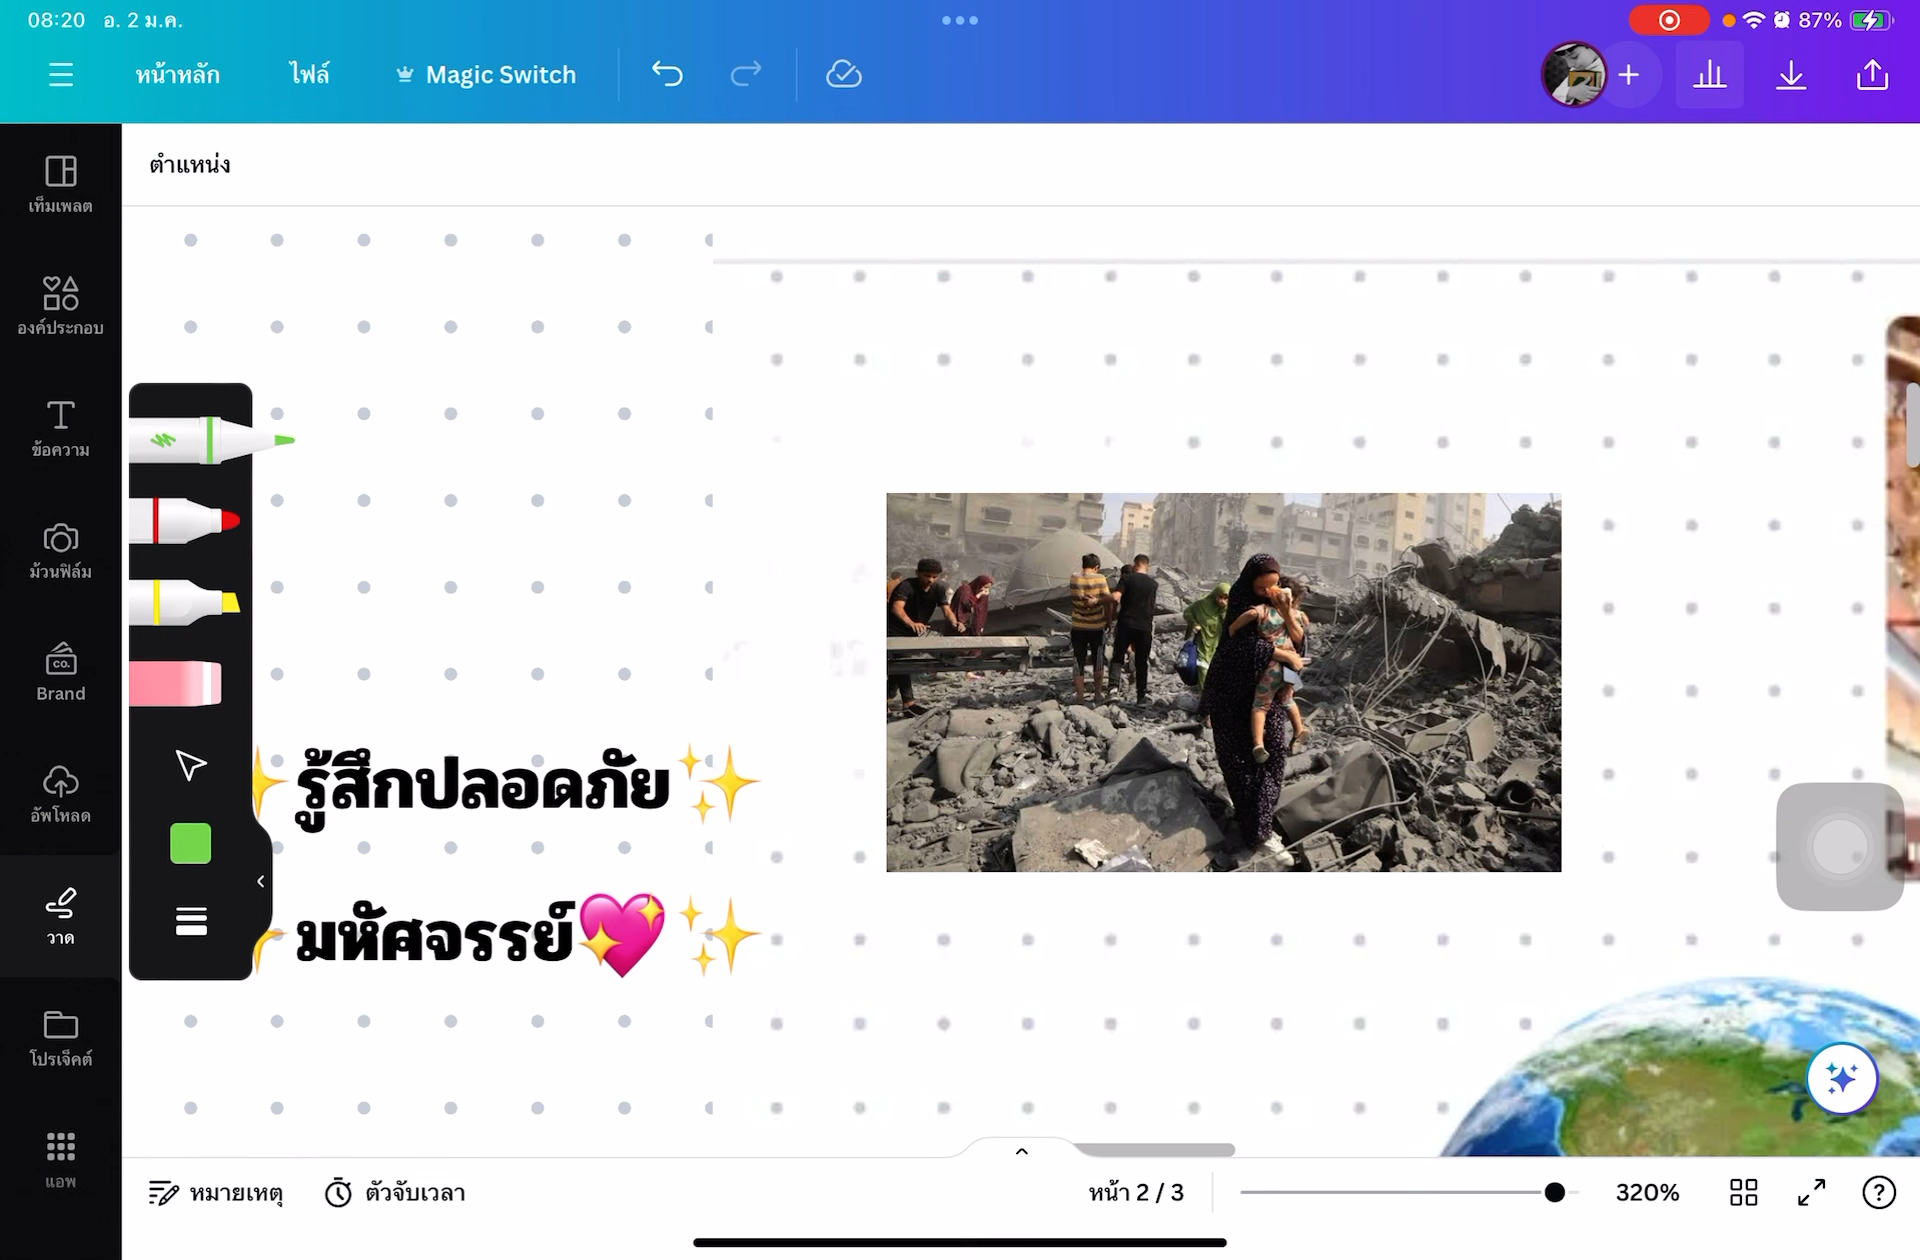 08:20 อ. 2 ม.ค.
87%
หน้าหลัก ไฟล์ Magic Switch
ตำแหน่ง
เท็มเพลต
องค์ประกอบ
ข้อความ
ม้วนฟิล์ม
CO.
Brand
อัพโหลด
วาด
โปรเจ็คต์
แอพ
รู้สึกปลอดภัย
มหัศจรรย์
หมายเหตุ ตัวจับเวลา หน้า 2 / 3 320%